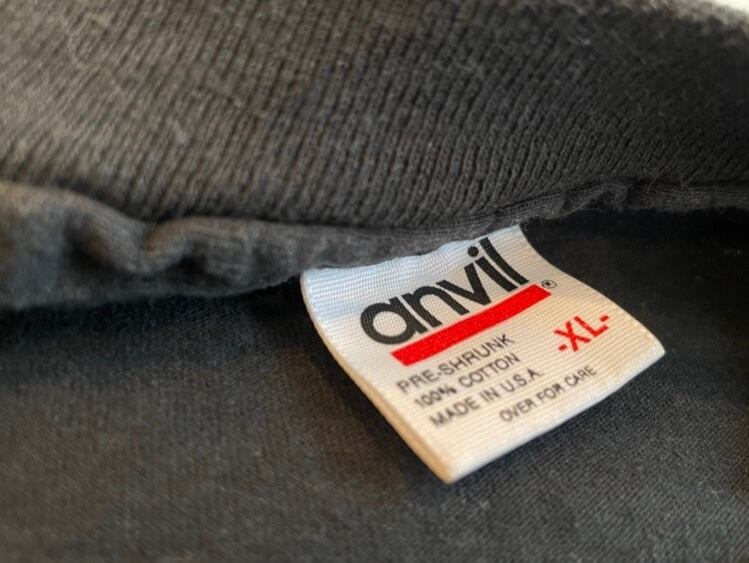 anvil®
-XL-
PRE-SHRUNK
100% COTTON
MADE IN U.S.A.
OVER FOR CARE